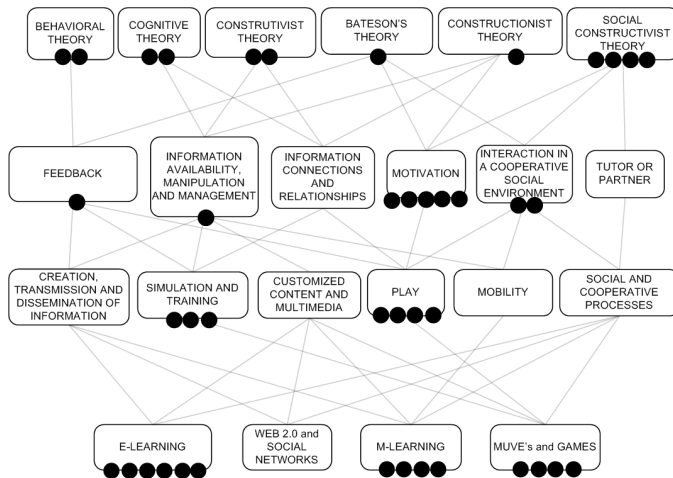 BEHAVIORAL
THEORY
COGNITIVE
THEORY
CONSTRUTIVIST
THEORY
BATESON'S
THEORY
CONSTRUCTIONIST
THEORY
SOCIAL
CONSTRUCTIVIST
THEORY
FEEDBACK
INFORMATION
AVAILABILITY,
MANIPULATION
AND MANAGEMENT
INFORMATION
CONNECTIONS
AND
RELATIONSHIPS
MOTIVATION
INTERACTION IN
A COOPERATIVE
SOCIAL
ENVIRONMENT
TUTOR OR
PARTNER
CREATION,
TRANSMISSION AND
DISSEMINATION OF
INFORMATION
SIMULATION AND
TRAINING
CUSTOMIZED
CONTENT AND
MULTIMEDIA
PLAY
MOBILITY
SOCIAL AND
COOPERATIVE
PROCESSES
E-LEARNING
WEB 2.0 and
SOCIAL
NETWORKS
M-LEARNING
MUVE's and GAMES